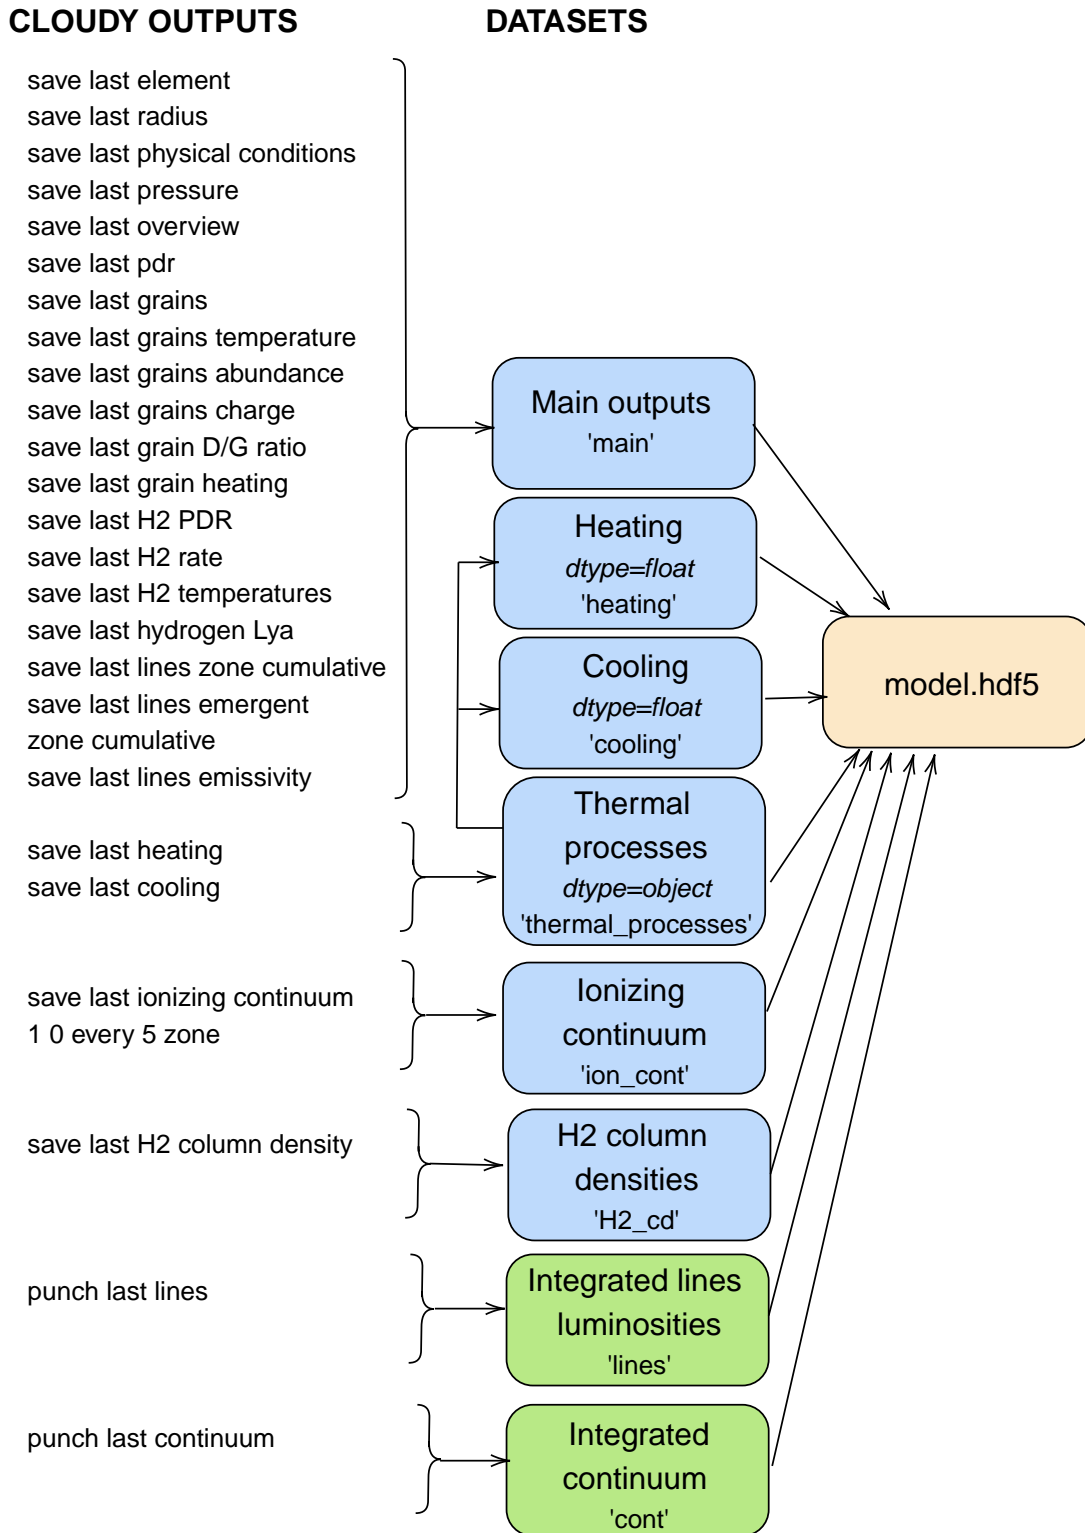 CLOUDY OUTPUTS
DATASETS
save last element
save last radius
save last physical conditions
save last pressure
save last overview
save last pdr
save last grains
save last grains temperature
save last grains abundance
save last grains charge
save last grain D/G ratio
save last grain heating
save last H2 PDR
save last H2 rate
save last H2 temperatures
save last hydrogen Lya
save last lines zone cumulative
save last lines emergent
zone cumulative
save last lines emissivity
save last heating
save last cooling
save last ionizing continuum
1 0 every 5 zone
save last H2 column density
punch last lines
punch last continuum
Main outputs
'main'
Heating
dtype=float
'heating'
Cooling
dtype=float
'cooling'
Thermal
processes
dtype=object
'thermal_processes'
Ionizing
continuum
'ion_cont'
H2 column
densities
'H2_cd'
Integrated lines
luminosities
'lines'
Integrated
continuum
'cont'
model.hdf5